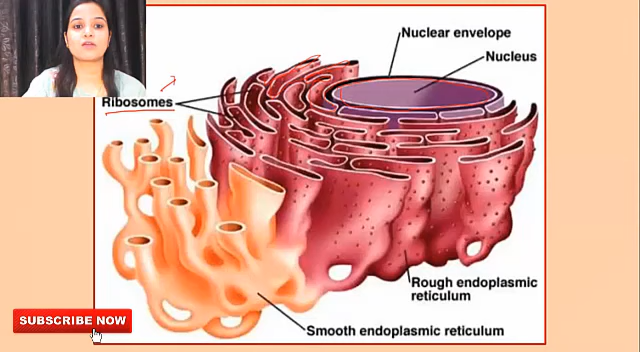 Nuclear envelope
Nucleus
Ribosomes
Rough endoplasmic
reticulum
Smooth endoplasmic reticulum
SUBSCRIBE NOW